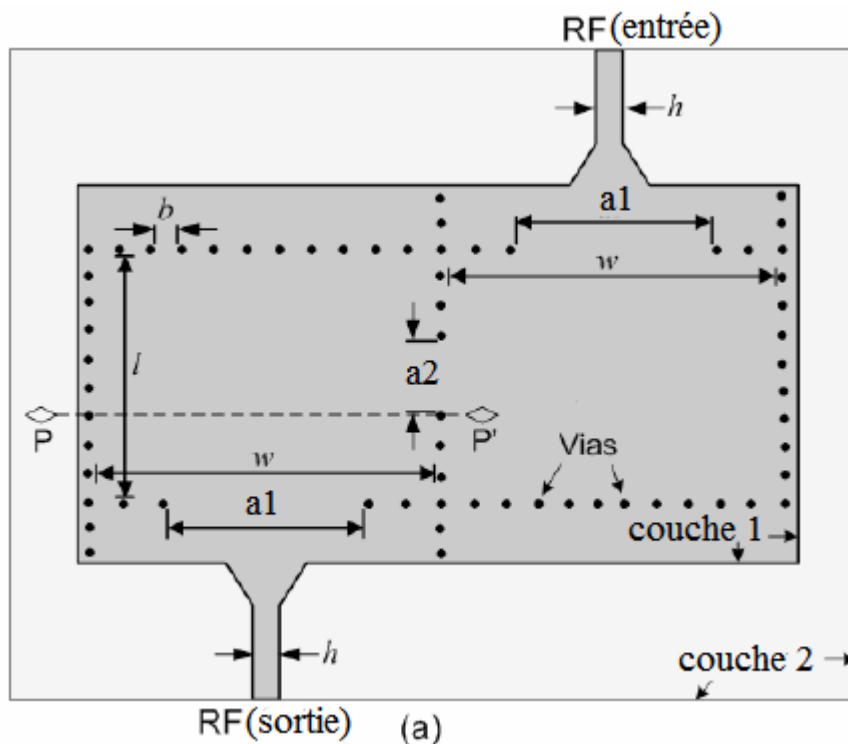 RF(entrée)
h
a1
b
w
l
a2
P
P'
Vias
w
a1
couche 1
h
couche 2
RF(sortie)
(a)